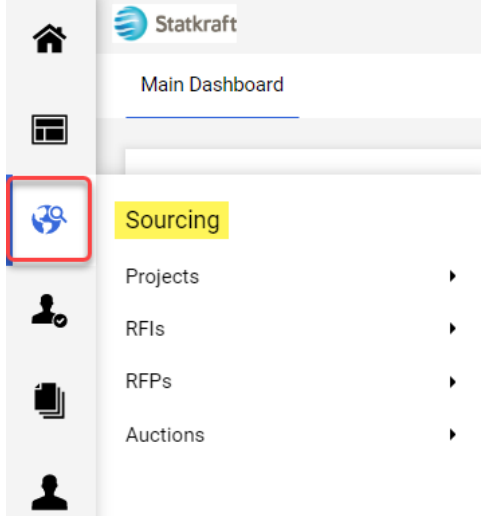 Statkraft
Main Dashboard
Sourcing
Projects
RFIs
RFPs
Auctions